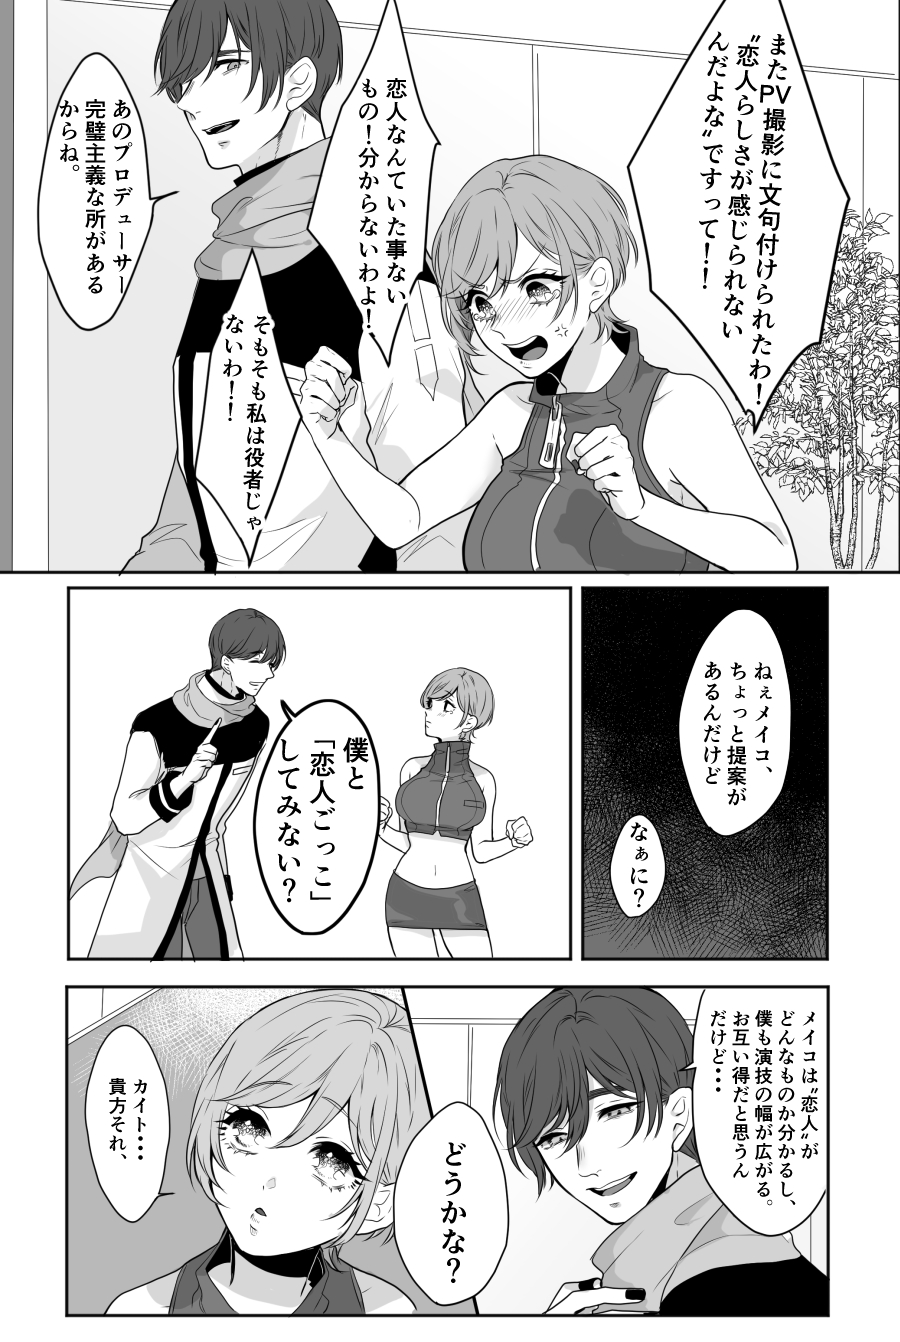 またPV撮影に文句付けられたわ！
〝恋人らしさが感じられない
んだよな〟ですって！！
恋人なんていた事ない
もの！分からないわよ！
そもそも私は役者じゃ
ないわ！！
あのプロデューサー
完璧主義な所がある
からね。
ねぇメイコ、
ちょっと提案が
あるんだけど
なぁに？
僕と
「恋人ごっこ」
してみない？
メイコは〝恋人〟が
どんなものか分かるし、
僕も演技の幅が広がる。
お互い得だと思うん
だけど・・・
どうかな？
カイト・・・
貴方それ、